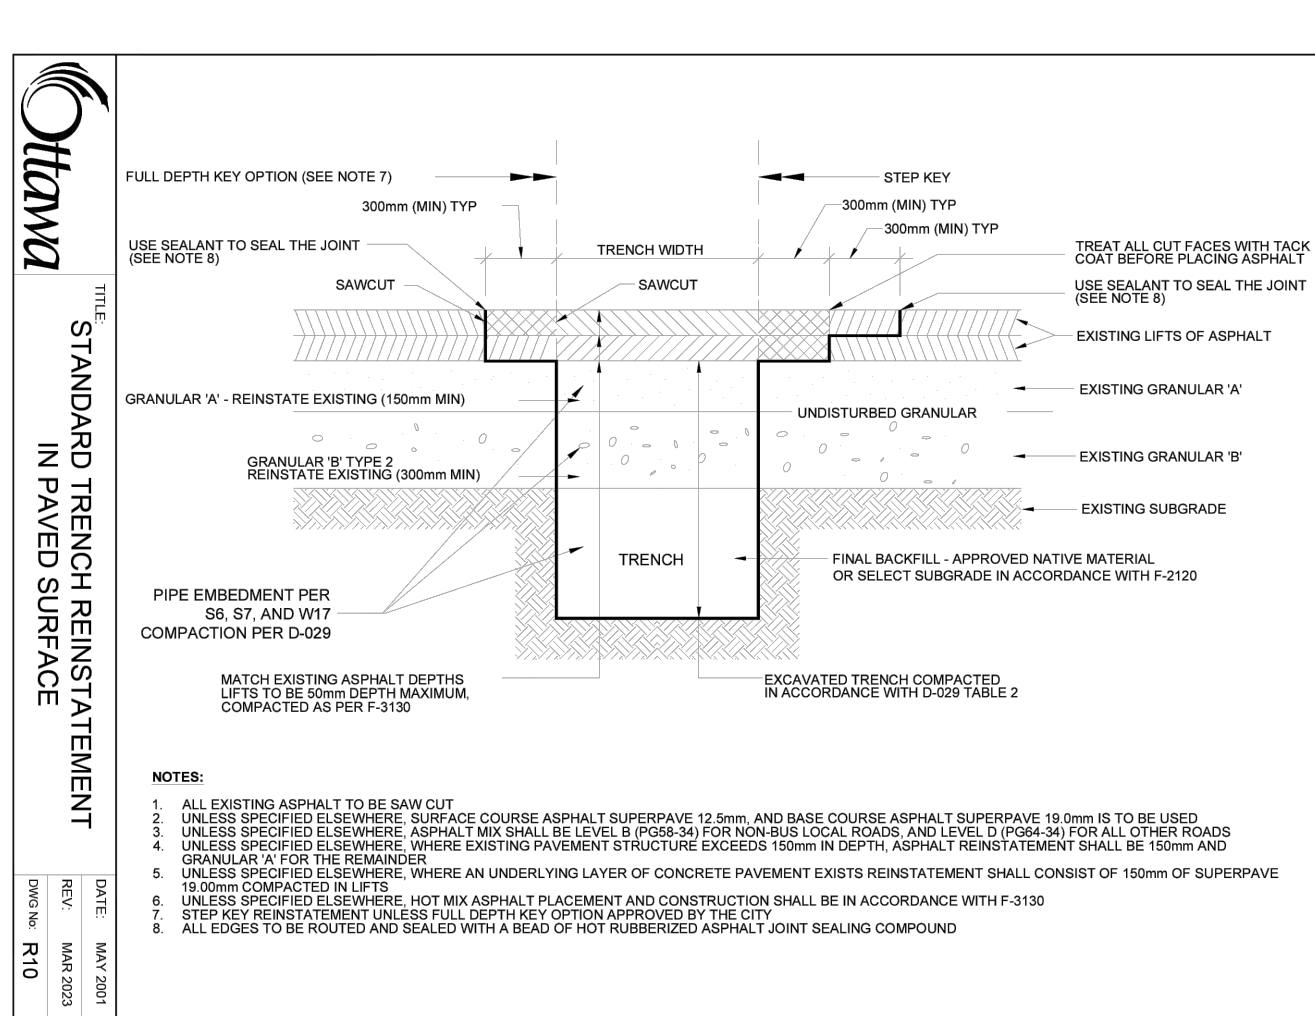 Ottawa
TITLE:
STANDARD TRENCH REINSTATEMENT
IN PAVED SURFACE
DATE: MAY 2001
REV: MAR 2023
DWG No: R10
FULL DEPTH KEY OPTION (SEE NOTE 7)
STEP KEY
300mm (MIN) TYP
300mm (MIN) TYP
300mm (MIN) TYP
USE SEALANT TO SEAL THE JOINT
(SEE NOTE 8)
TRENCH WIDTH
TREAT ALL CUT FACES WITH TACK
COAT BEFORE PLACING ASPHALT
SAWCUT
SAWCUT
USE SEALANT TO SEAL THE JOINT
(SEE NOTE 8)
EXISTING LIFTS OF ASPHALT
GRANULAR 'A' - REINSTATE EXISTING (150mm MIN)
EXISTING GRANULAR 'A'
UNDISTURBED GRANULAR
GRANULAR 'B' TYPE 2
REINSTATE EXISTING (300mm MIN)
EXISTING GRANULAR 'B'
EXISTING SUBGRADE
TRENCH
FINAL BACKFILL - APPROVED NATIVE MATERIAL
OR SELECT SUBGRADE IN ACCORDANCE WITH F-2120
PIPE EMBEDMENT PER
S6, S7, AND W17
COMPACTION PER D-029
MATCH EXISTING ASPHALT DEPTHS
LIFTS TO BE 50mm DEPTH MAXIMUM,
COMPACTED AS PER F-3130
EXCAVATED TRENCH COMPACTED
IN ACCORDANCE WITH D-029 TABLE 2
NOTES:
1. ALL EXISTING ASPHALT TO BE SAW CUT
2. UNLESS SPECIFIED ELSEWHERE, SURFACE COURSE ASPHALT SUPERPAVE 12.5mm, AND BASE COURSE ASPHALT SUPERPAVE 19.0mm IS TO BE USED
3. UNLESS SPECIFIED ELSEWHERE, ASPHALT MIX SHALL BE LEVEL B (PG58-34) FOR NON-BUS LOCAL ROADS, AND LEVEL D (PG64-34) FOR ALL OTHER ROADS
4. UNLESS SPECIFIED ELSEWHERE, WHERE EXISTING PAVEMENT STRUCTURE EXCEEDS 150mm IN DEPTH, ASPHALT REINSTATEMENT SHALL BE 150mm AND
GRANULAR 'A' FOR THE REMAINDER
5. UNLESS SPECIFIED ELSEWHERE, WHERE AN UNDERLYING LAYER OF CONCRETE PAVEMENT EXISTS REINSTATEMENT SHALL CONSIST OF 150mm OF SUPERPAVE
19.00mm COMPACTED IN LIFTS
6. UNLESS SPECIFIED ELSEWHERE, HOT MIX ASPHALT PLACEMENT AND CONSTRUCTION SHALL BE IN ACCORDANCE WITH F-3130
7. STEP KEY REINSTATEMENT UNLESS FULL DEPTH KEY OPTION APPROVED BY THE CITY
8. ALL EDGES TO BE ROUTED AND SEALED WITH A BEAD OF HOT RUBBERIZED ASPHALT JOINT SEALING COMPOUND